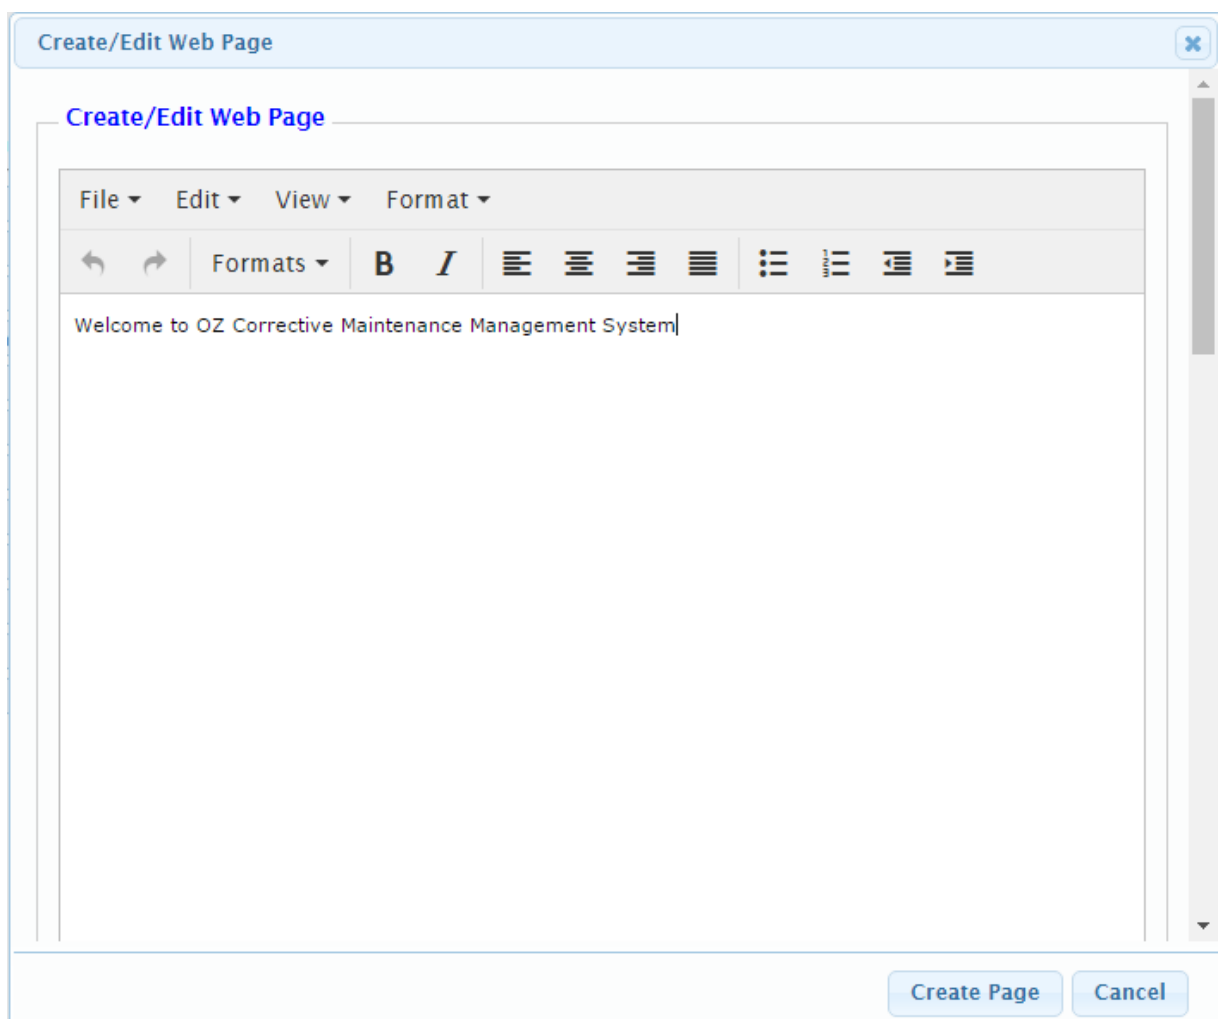 Create/Edit Web Page
Create/Edit Web Page
File Edit View Format
Formats B I
Welcome to OZ Corrective Maintenance Management System
Create Page Cancel